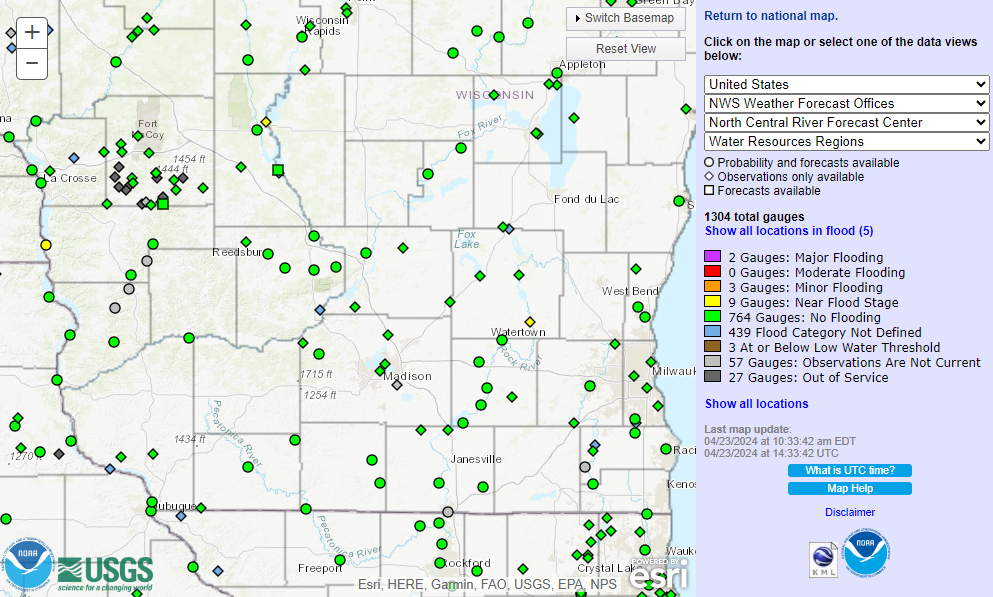 +
−
Switch Basemap
Reset View
Green Bay
Wisconsin
Rapids
Appleton
WISCONSIN
Fort
McCoy
Fox River
1454 ft
1444 ft
La Crosse
Fond du Lac
Fox
Lake
Reedsburg
West Bend
Watertown
Rock River
Milwauk
1715 ft
1254 ft
Madison
Pecatonica River
1434 ft
1270 ft
Janesville
Raci
Keno
Dubuque
Pecatonica River
Freeport
Rockford
Crystal Lake
Wauk
NOAA
USGS
science for a changing world
Esri, HERE, Garmin, FAO, USGS, EPA, NPS
POWERED BY
esri
Return to national map.
Click on the map or select one of the data views
below:
United States
NWS Weather Forecast Offices
North Central River Forecast Center
Water Resources Regions
Probability and forecasts available
Observations only available
Forecasts available
1304 total gauges
Show all locations in flood (5)
2 Gauges: Major Flooding
0 Gauges: Moderate Flooding
3 Gauges: Minor Flooding
9 Gauges: Near Flood Stage
764 Gauges: No Flooding
439 Flood Category Not Defined
3 At or Below Low Water Threshold
57 Gauges: Observations Are Not Current
27 Gauges: Out of Service
Show all locations
Last map update:
04/23/2024 at 10:33:42 am EDT
04/23/2024 at 14:33:42 UTC
What is UTC time?
Map Help
Disclaimer
KML
NOAA